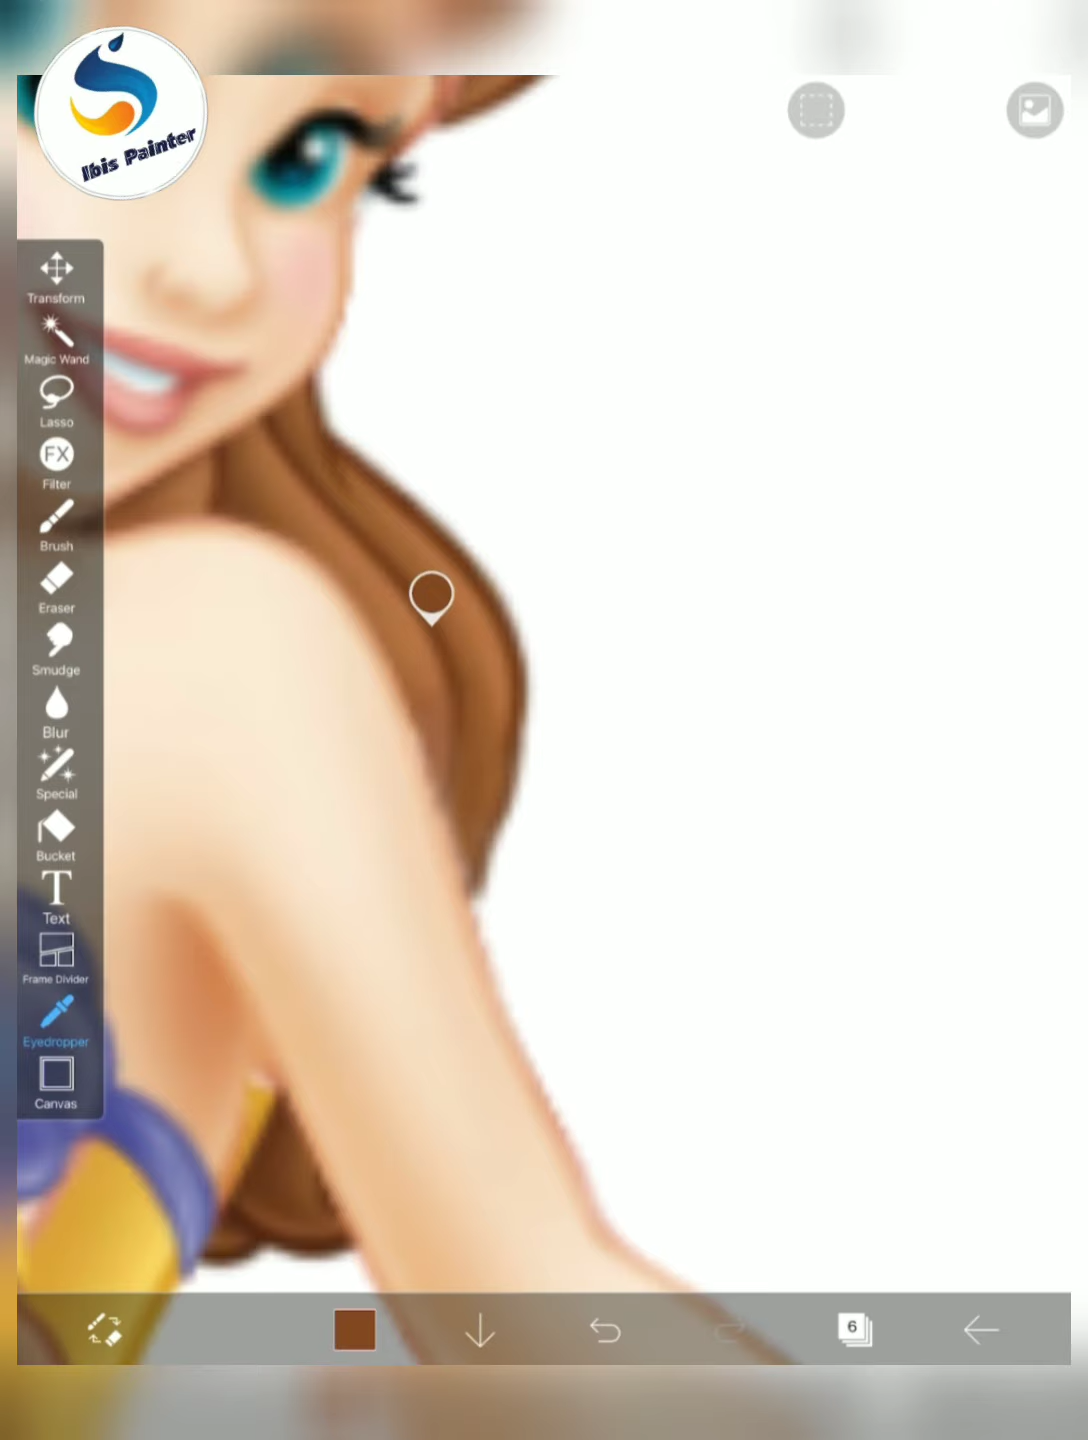 Ibis Painter
Transform
Magic Wand
Lasso
FX
Filter
Brush
Eraser
Smudge
Blur
Special
Bucket
T
Text
Frame Divider
Eyedropper
Canvas
6